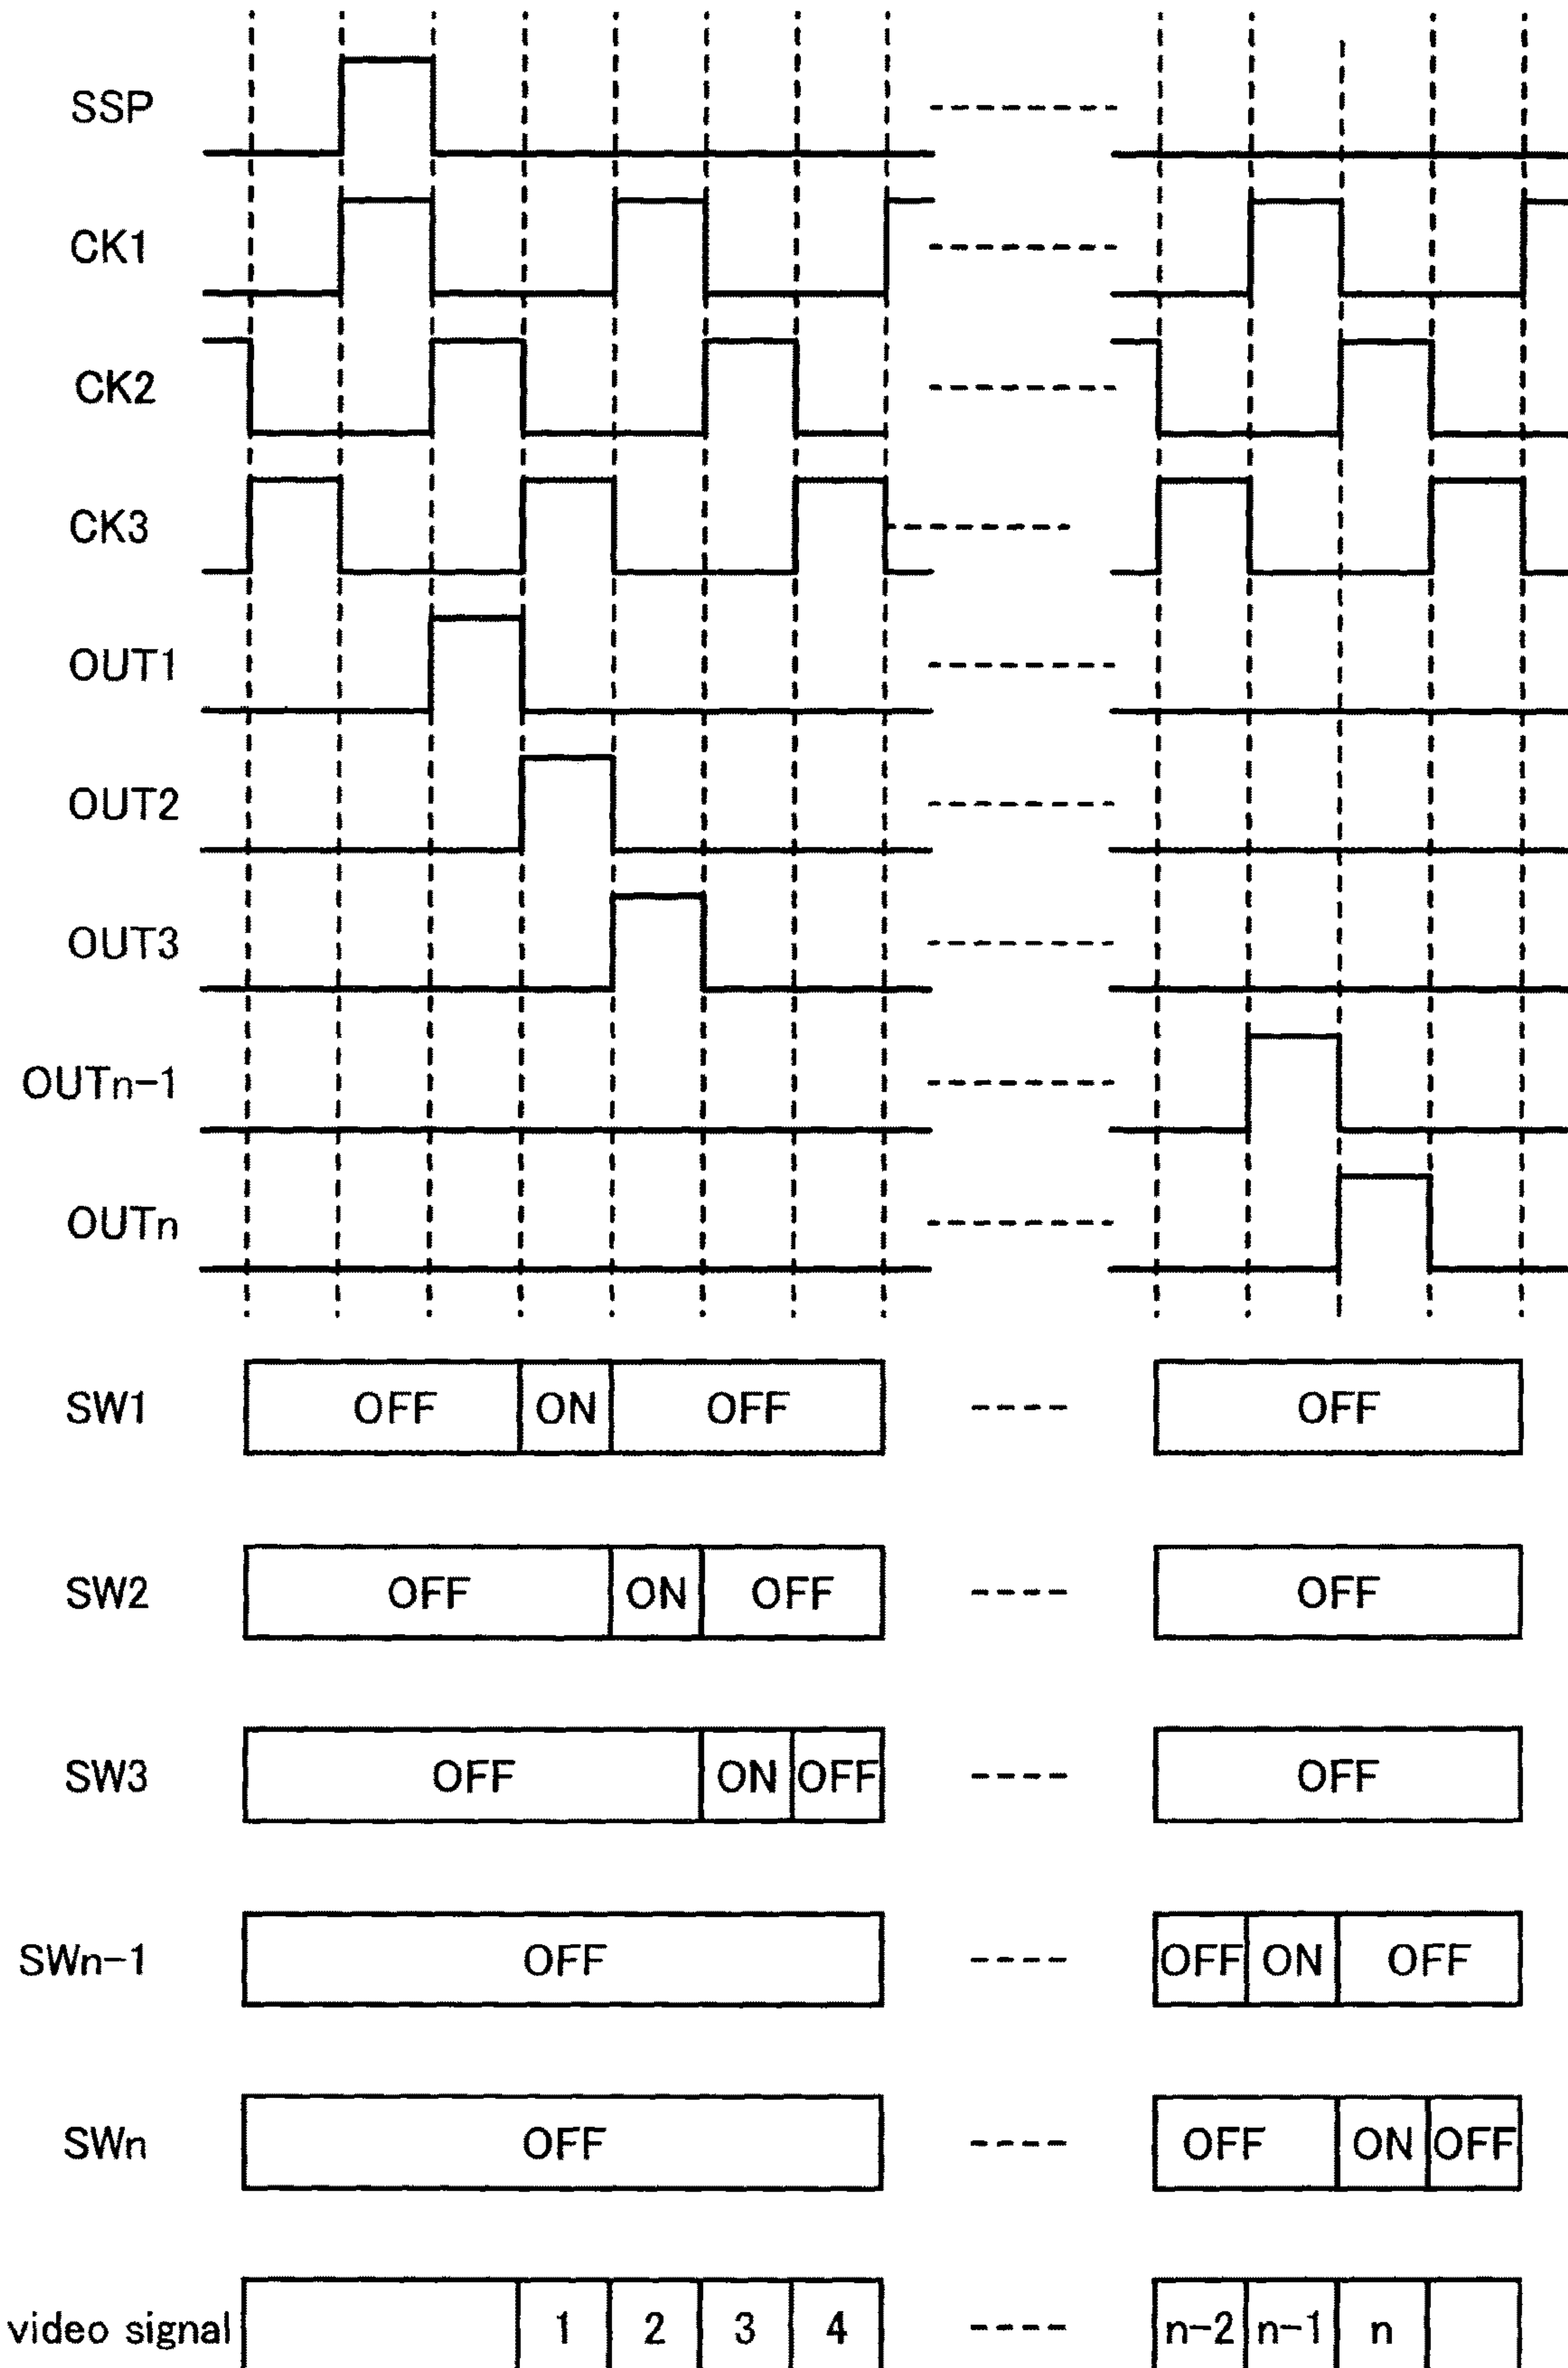 SSP
CK1
CK2
CK3
OUT1
OUT2
OUT3
OUTn-1
OUTn
SW1 OFF ON OFF OFF
SW2 OFF ON OFF OFF
SW3 OFF ON OFF OFF
SWn-1 OFF OFF ON OFF
SWn OFF OFF ON OFF
video signal 1 2 3 4 n-2 n-1 n